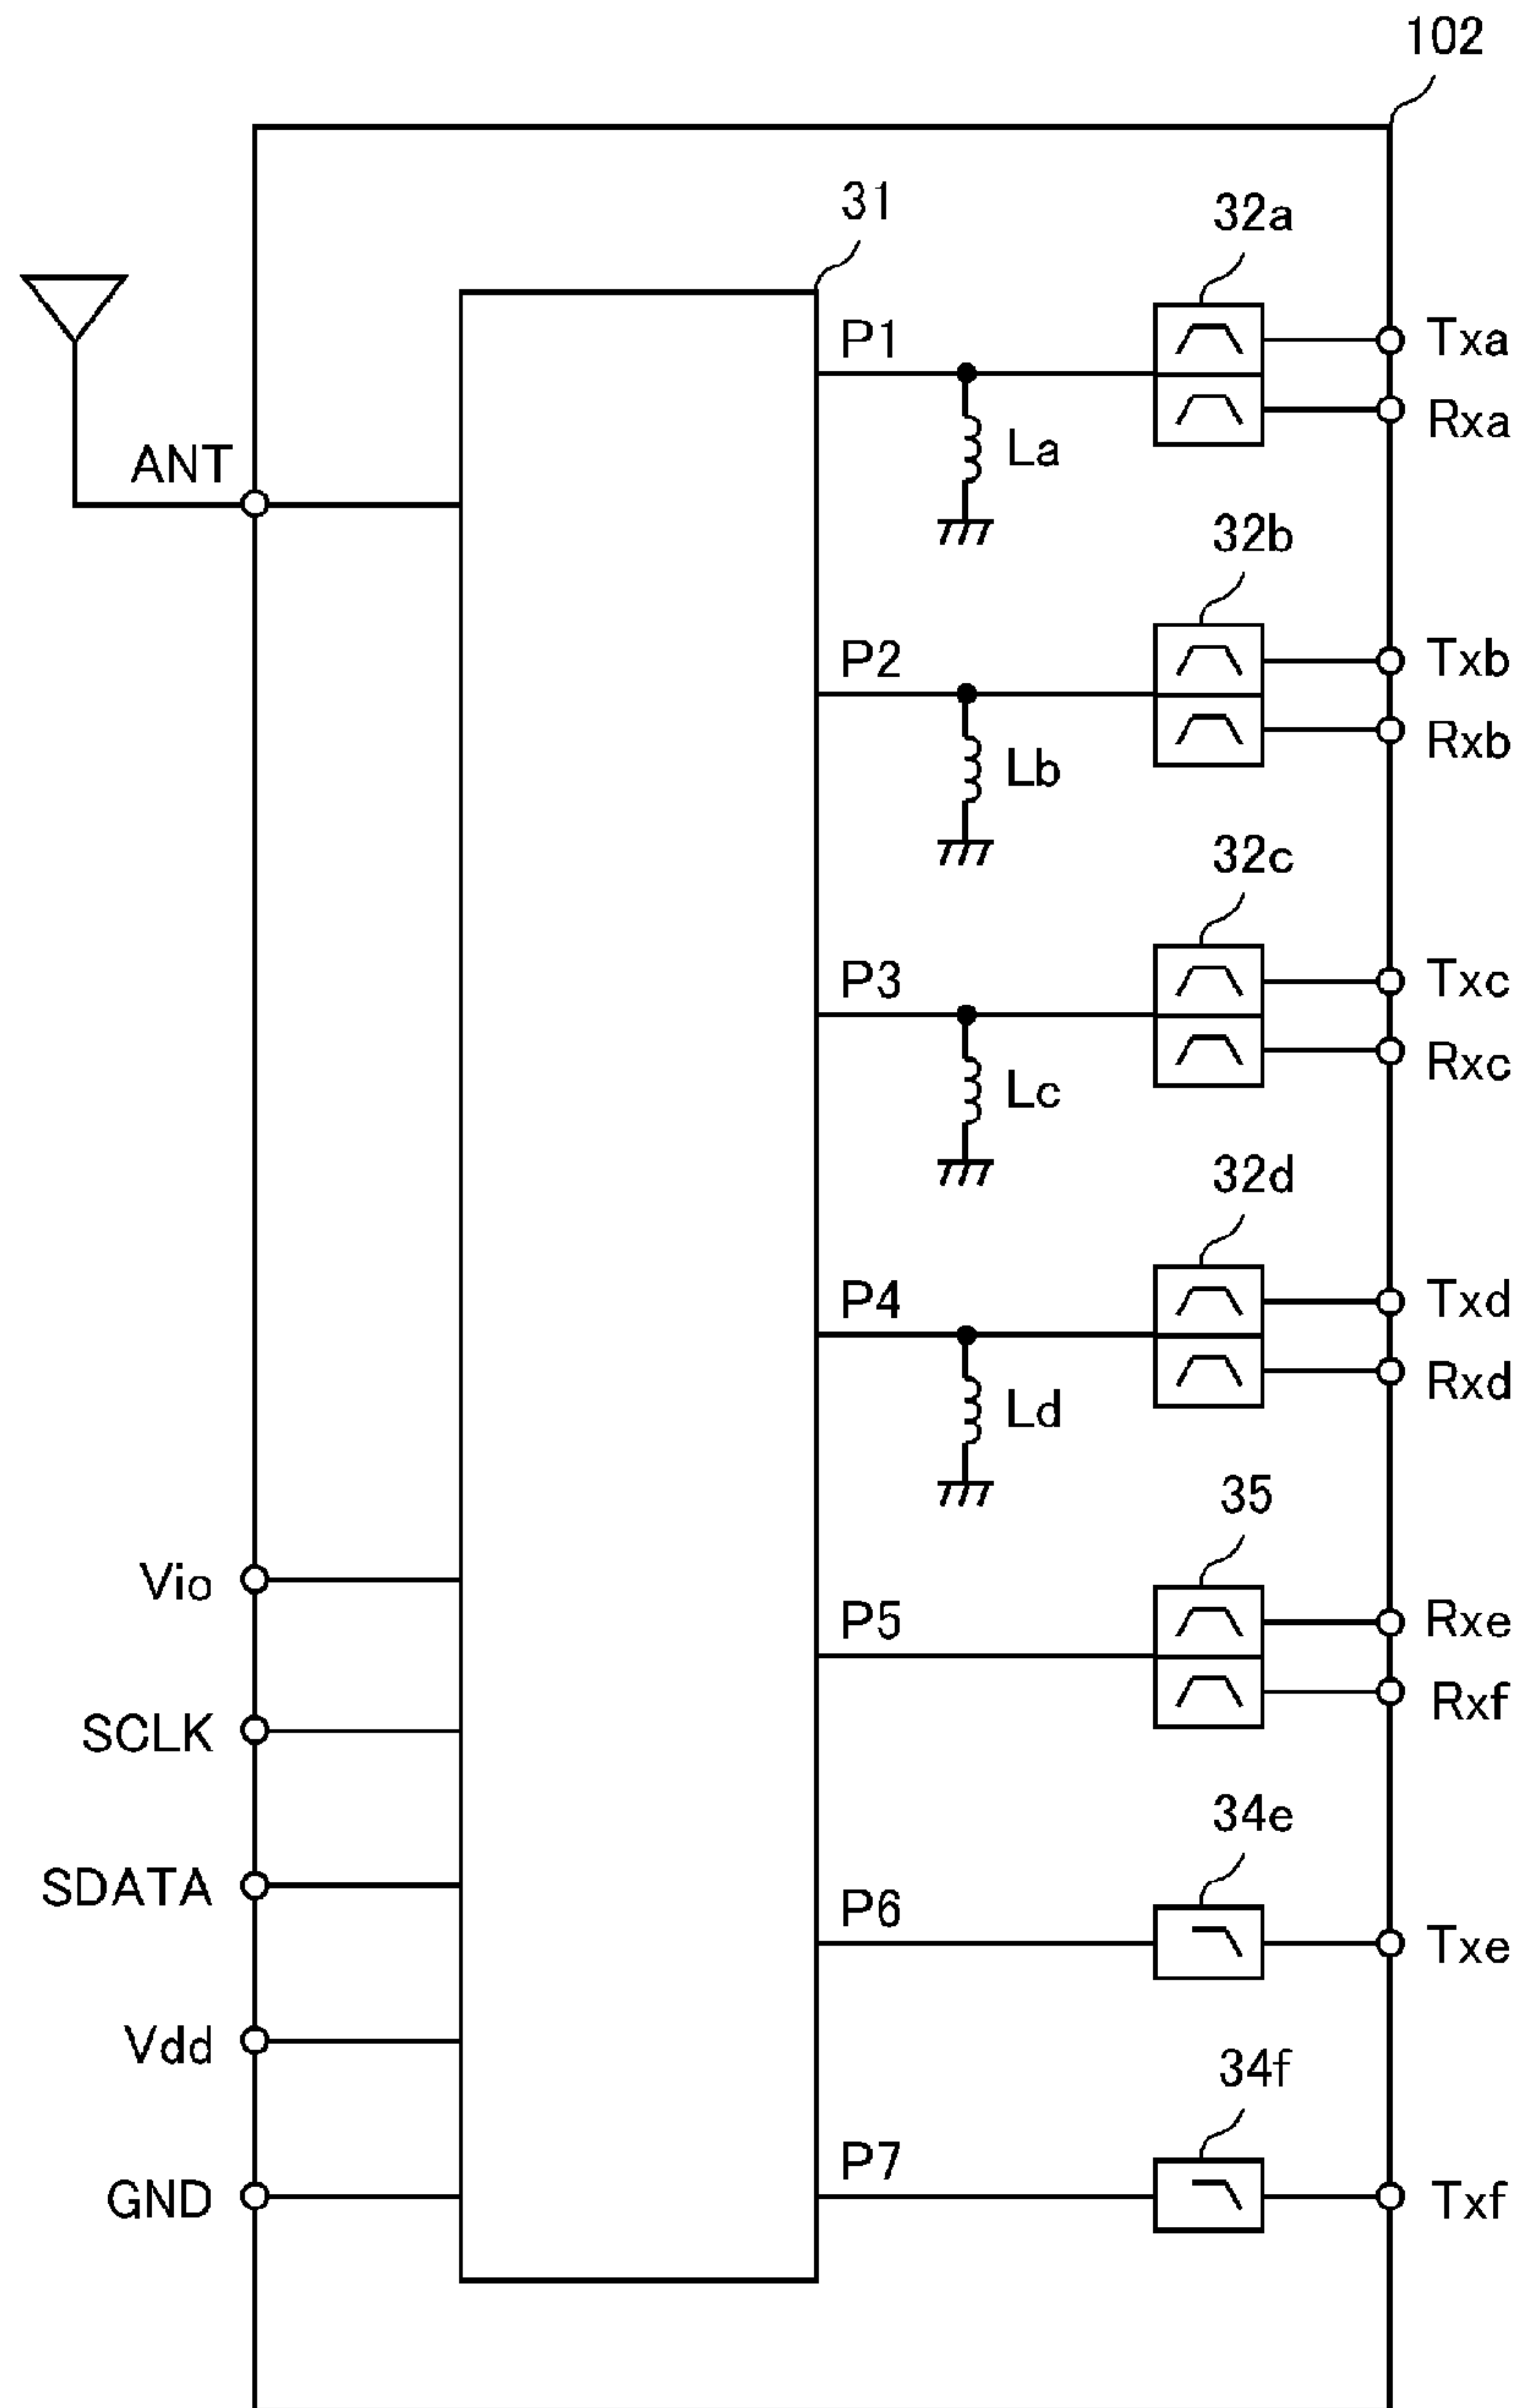 102
31
32a
P1
Txa
Rxa
La
ANT
32b
P2
Txb
Rxb
Lb
32c
P3
Txc
Rxc
Lc
32d
P4
Txd
Rxd
Ld
35
Vio
P5
Rxe
Rxf
SCLK
34e
SDATA
P6
Txe
Vdd
34f
P7
GND
Txf